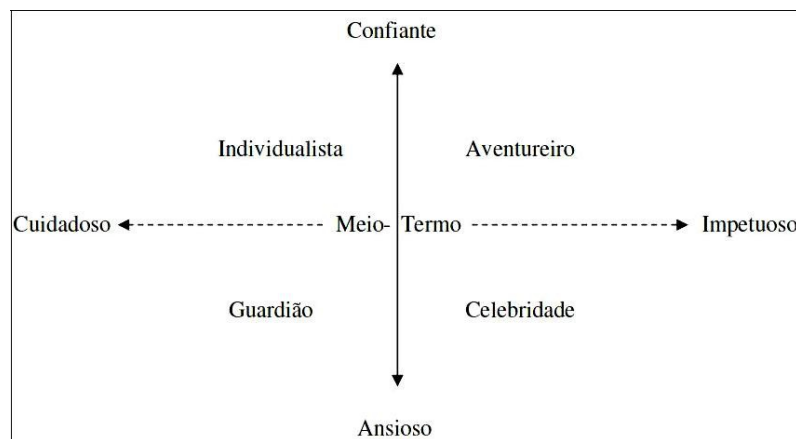 Confiante
Individualista Aventureiro
Cuidadoso Meio- Termo Impetuoso
Guardião Celebridade
Ansioso